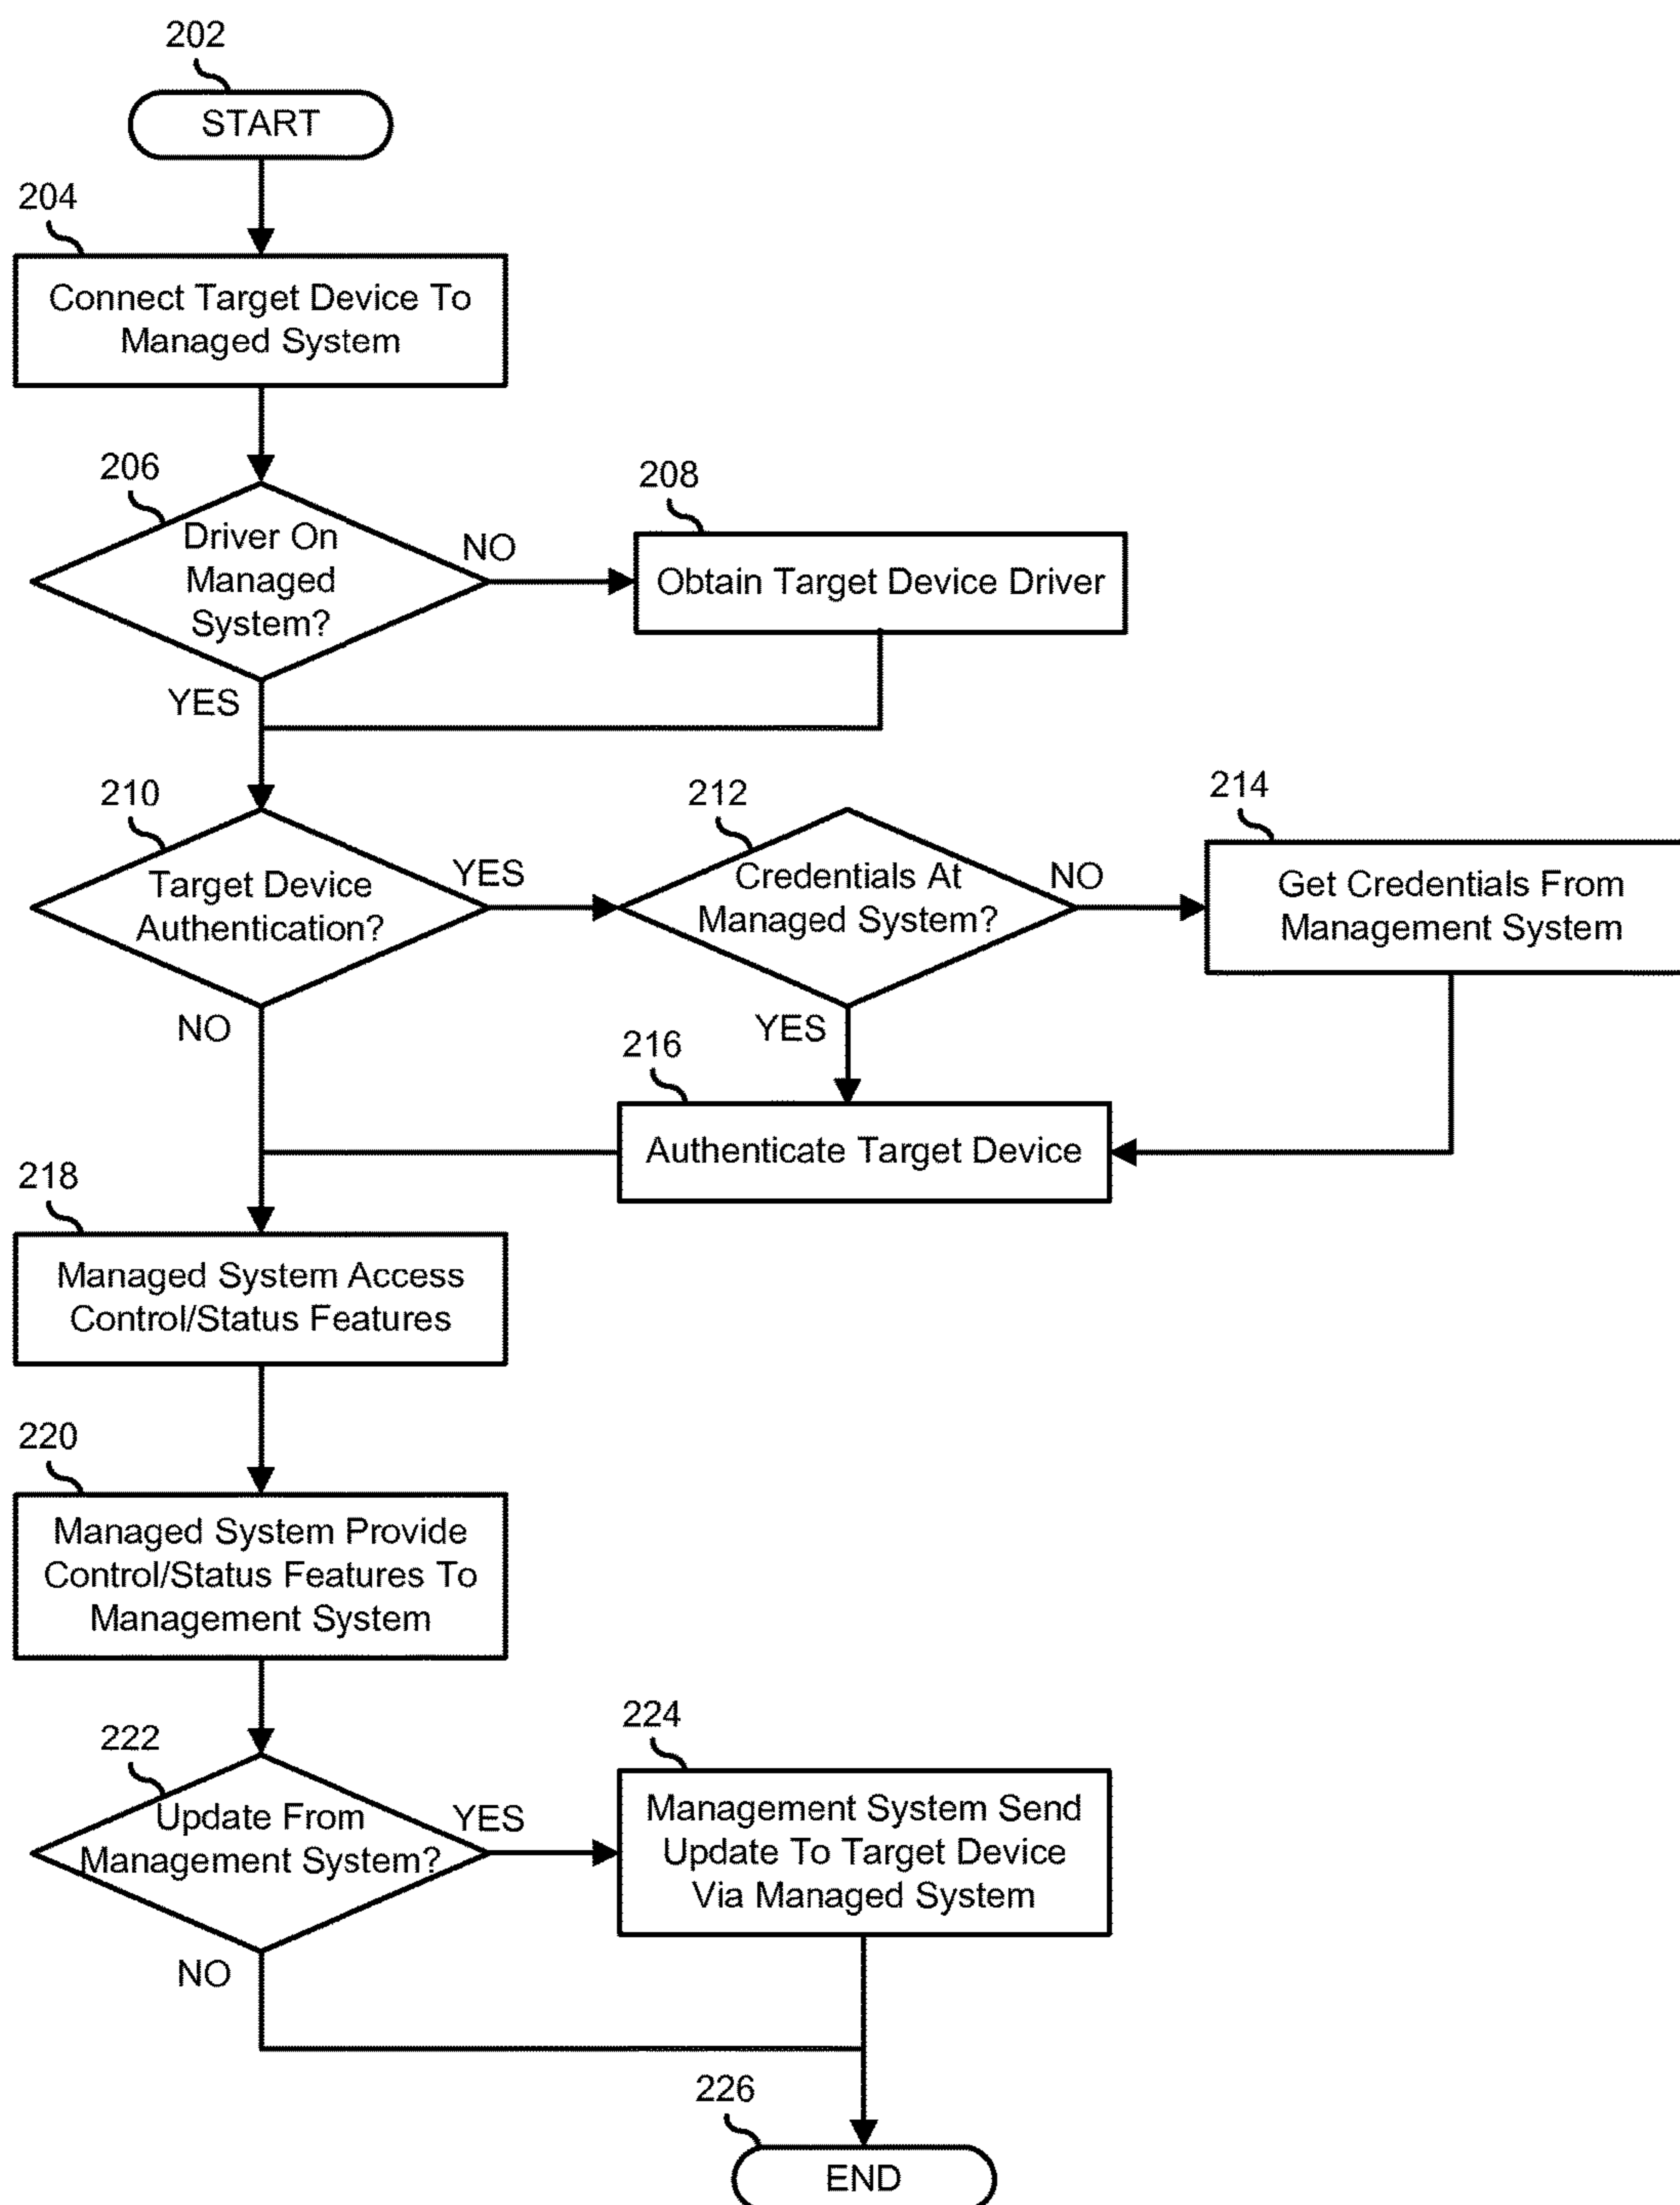 202
START
204
Connect Target Device To
Managed System
206
Driver On
Managed
System?
NO
208
Obtain Target Device Driver
YES
210
Target Device
Authentication?
YES
212
Credentials At
Managed System?
NO
214
Get Credentials From
Management System
NO
YES
216
Authenticate Target Device
218
Managed System Access
Control/Status Features
220
Managed System Provide
Control/Status Features To
Management System
222
Update From
Management System?
YES
224
Management System Send
Update To Target Device
Via Managed System
NO
226
END